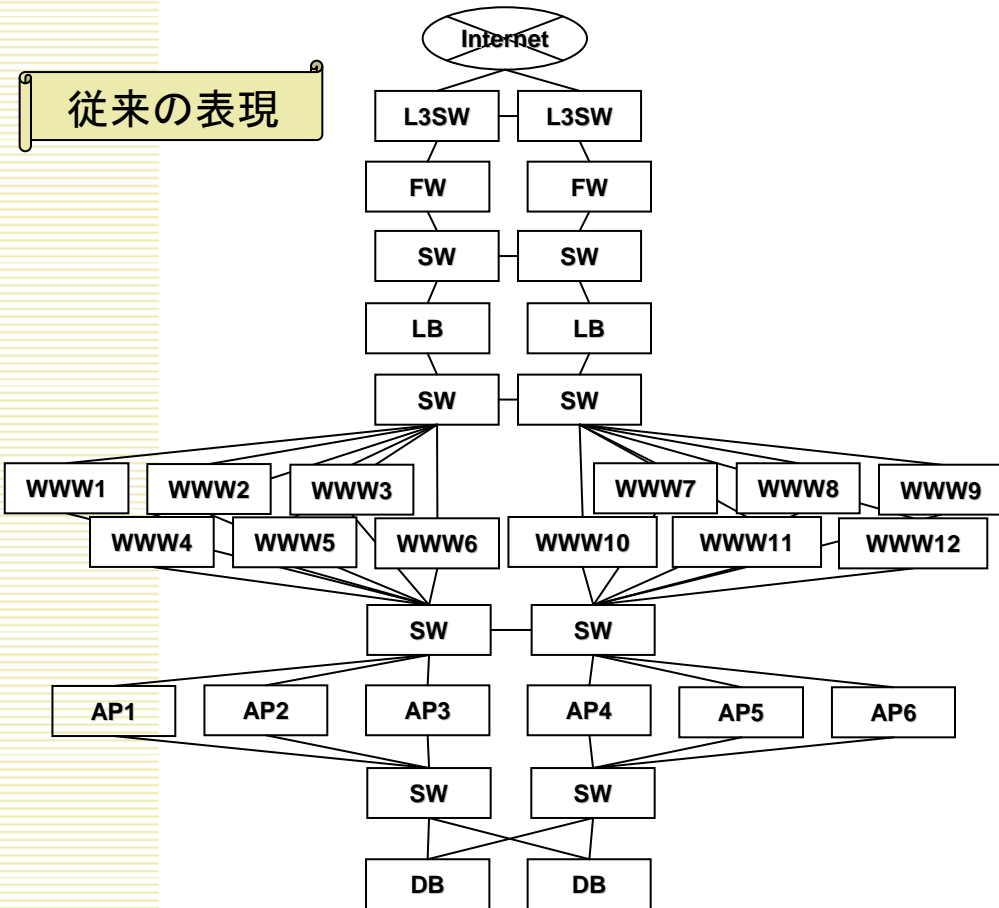 Internet
従来の表現
L3SW L3SW
FW FW
SW SW
LB LB
SW SW
WWW1 WWW2 WWW3 WWW7 WWW8 WWW9
WWW4 WWW5 WWW6 WWW10 WWW11 WWW12
SW SW
AP1 AP2 AP3 AP4 AP5 AP6
SW SW
DB DB